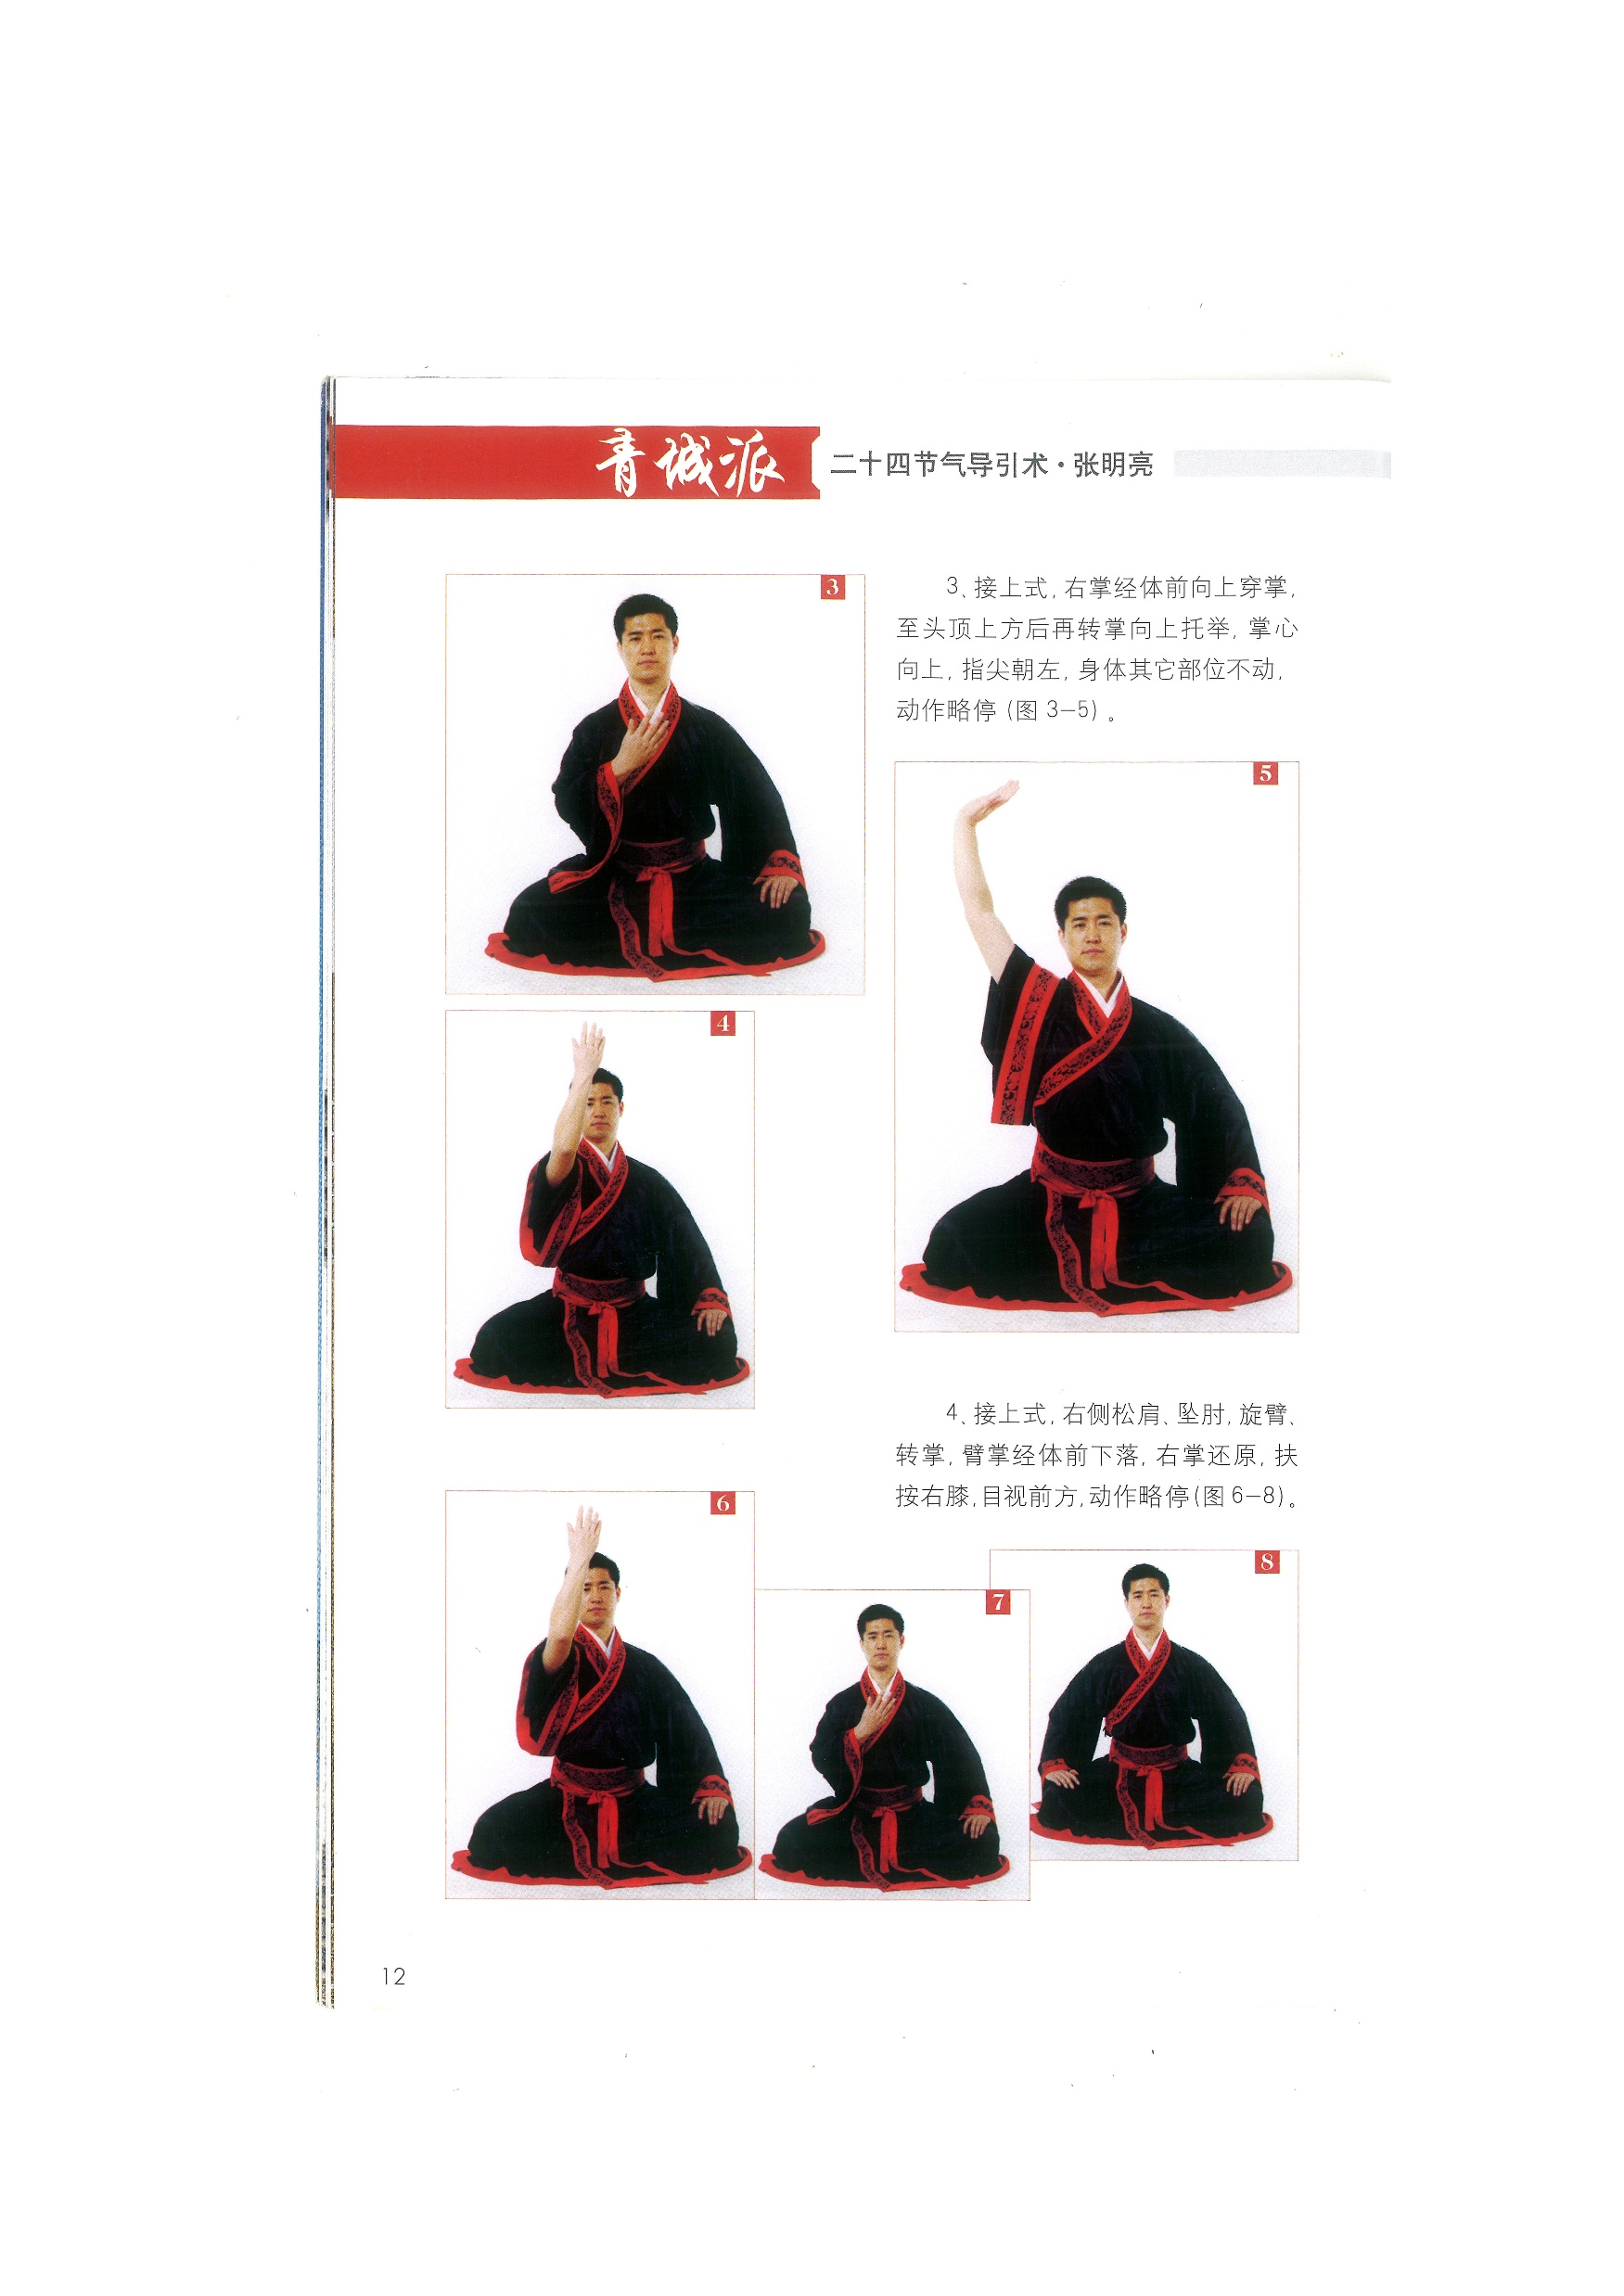 青城派
二十四节气导引术·张明亮
3
3、接上式,右掌经体前向上穿掌,
至头顶上方后再转掌向上托举,掌心
向上,指尖朝左,身体其它部位不动,
动作略停(图3-5)。
5
4
4、接上式,右侧松肩、坠肘,旋臂、
转掌,臂掌经体前下落,右掌还原,扶
按右膝,目视前方,动作略停(图6-8)。
6
7
8
12